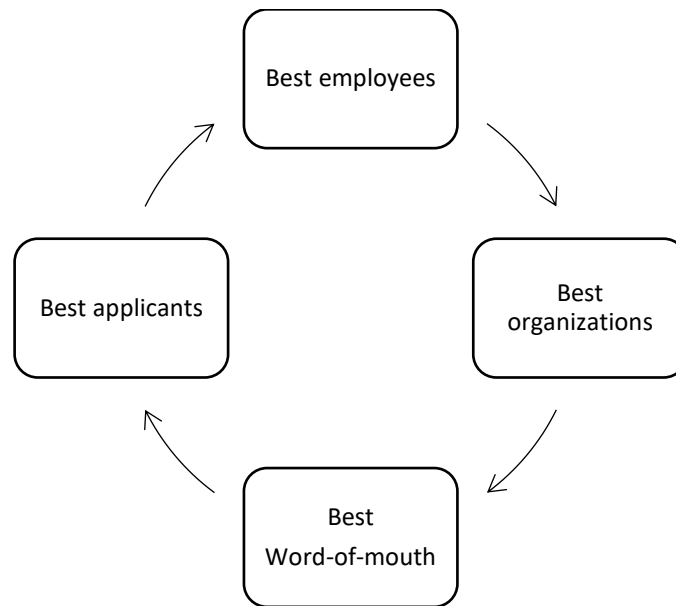 Best employees
Best applicants
Best
organizations
Best
Word-of-mouth